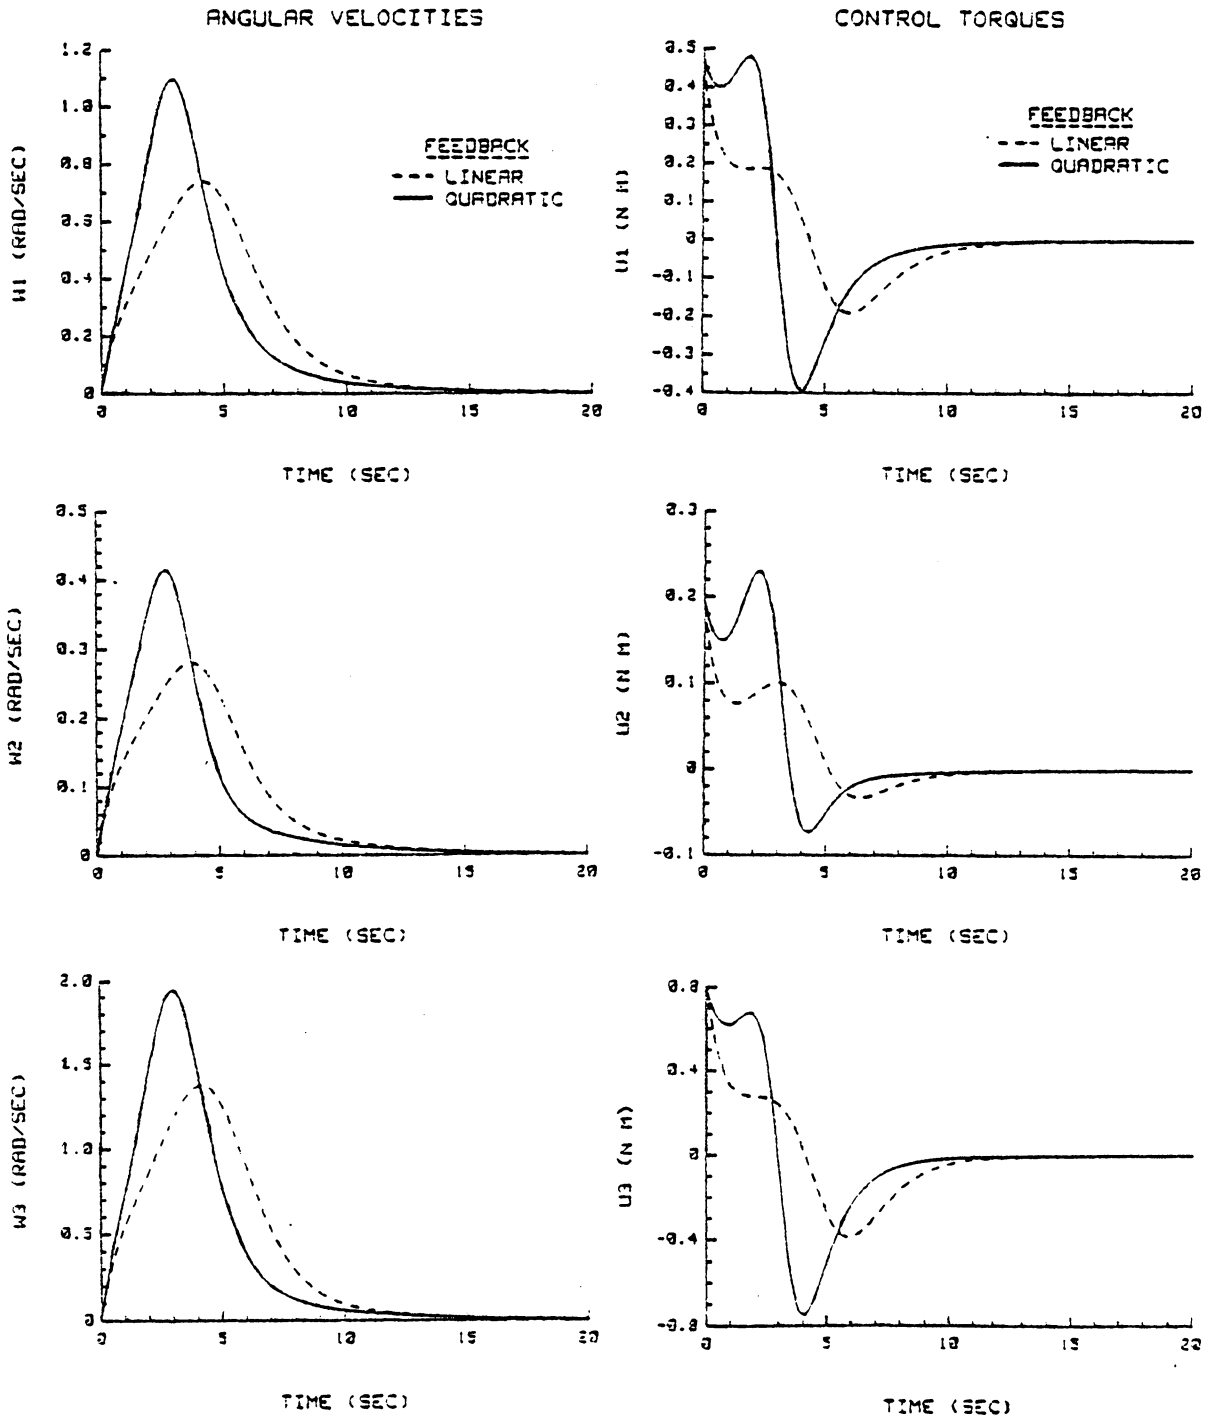 ANGULAR VELOCITIES
1.2
1.0
0.8
0.6
0.4
0.2
0
W1 (RAD/SEC)
FEEDBACK
LINEAR
QUADRATIC
0 5 10 15 20
TIME (SEC)
CONTROL TORQUES
0.5
0.4
0.3
0.2
0.1
0
-0.1
-0.2
-0.3
-0.4
U1 (N M)
FEEDBACK
LINEAR
QUADRATIC
0 5 10 15 20
TIME (SEC)
0.5
0.4
0.3
0.2
0.1
0
W2 (RAD/SEC)
0 5 10 15 20
TIME (SEC)
0.3
0.2
0.1
0
-0.1
U2 (N M)
0 5 10 15 20
TIME (SEC)
2.0
1.5
1.0
0.5
0
W3 (RAD/SEC)
0 5 10 15 20
TIME (SEC)
0.8
0.4
0
-0.4
-0.8
U3 (N M)
0 5 10 15 20
TIME (SEC)